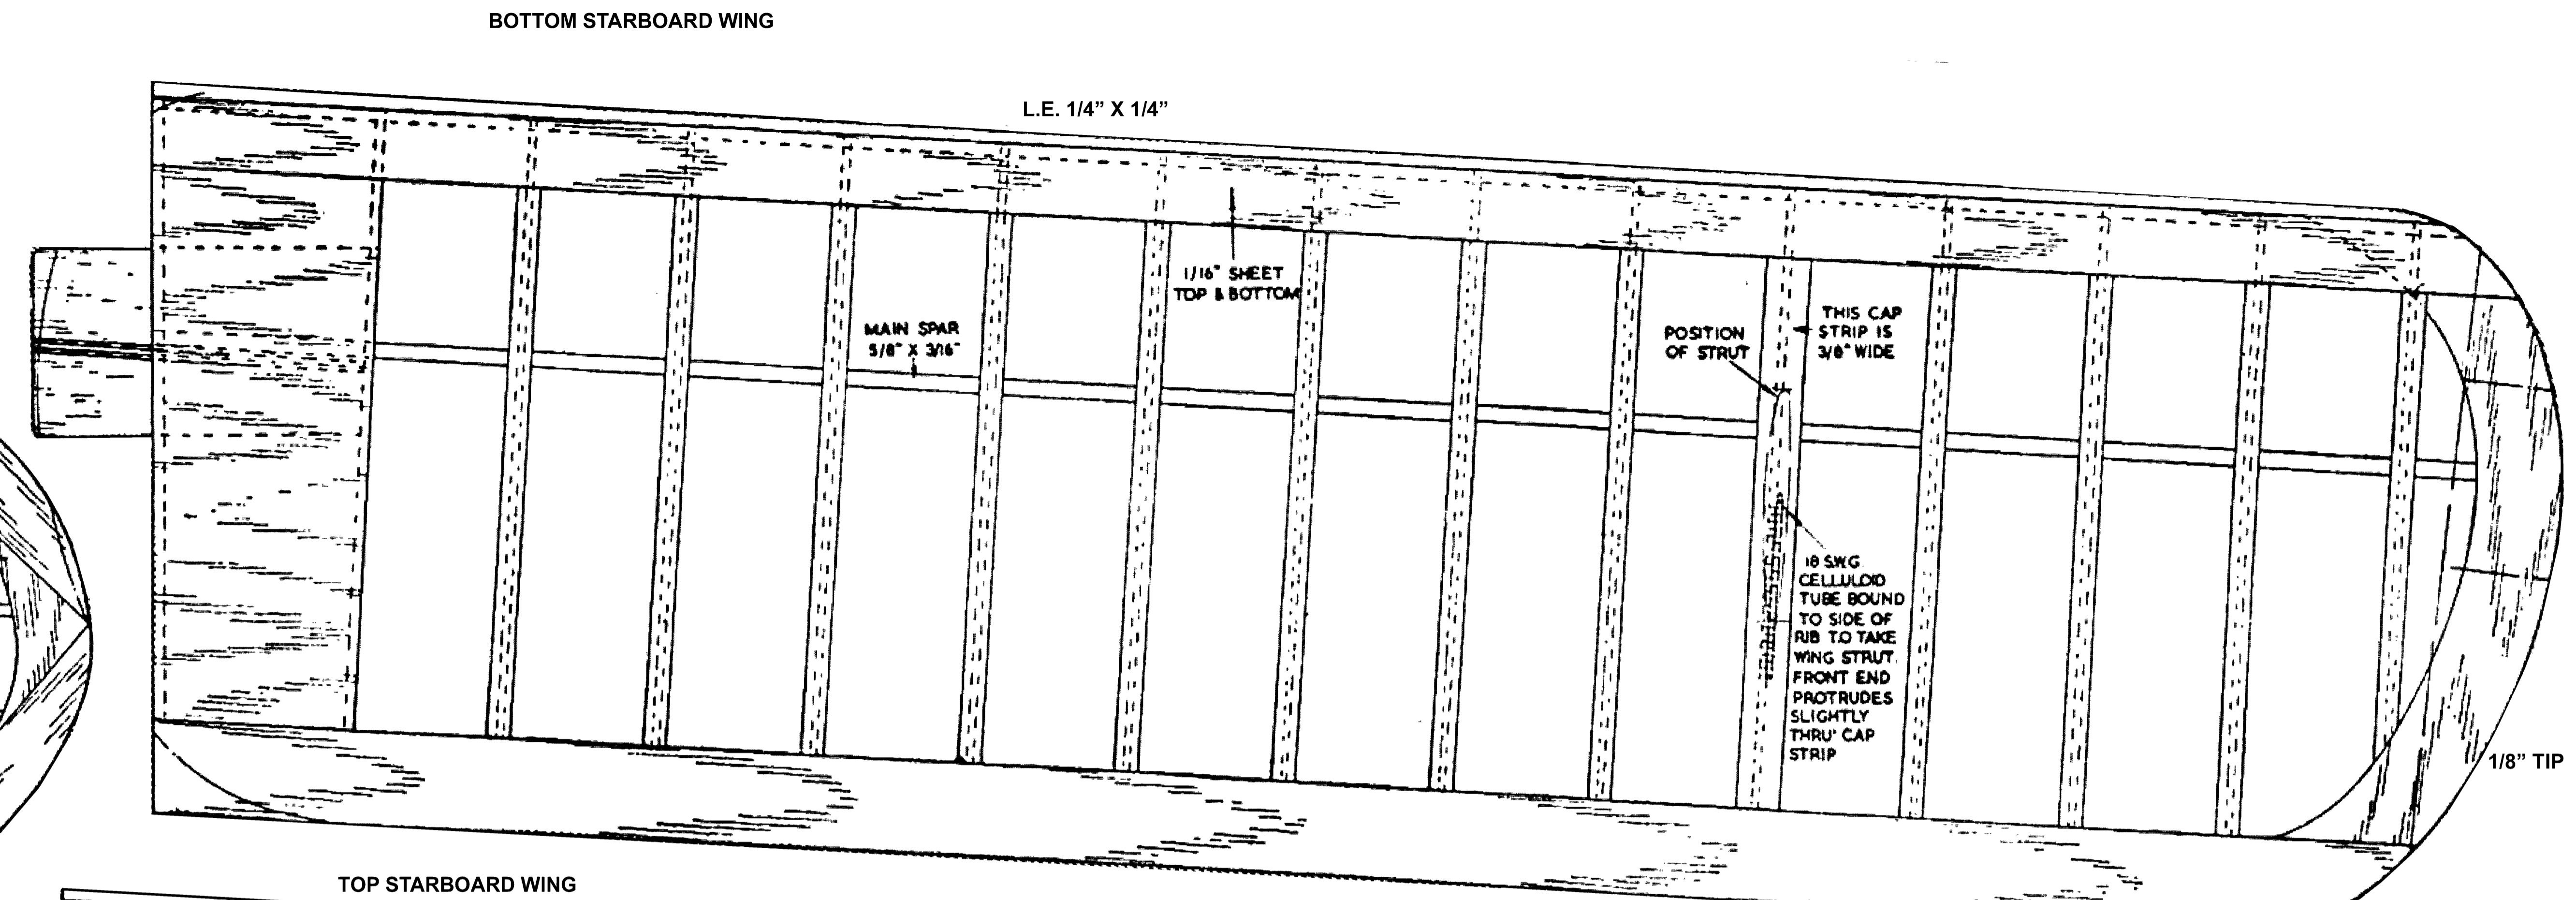 BOTTOM STARBOARD WING
L.E. 1/4” X 1/4”
1/16" SHEET
TOP & BOTTOM
MAIN SPAR
5/8" X 3/16"
POSITION
OF STRUT
THIS CAP
STRIP IS
3/8" WIDE
18 S.W.G.
CELLULOID
TUBE BOUND
TO SIDE OF
RIB TO TAKE
WING STRUT.
FRONT END
PROTRUDES
SLIGHTLY
THRU' CAP
STRIP
1/8” TIP
TOP STARBOARD WING